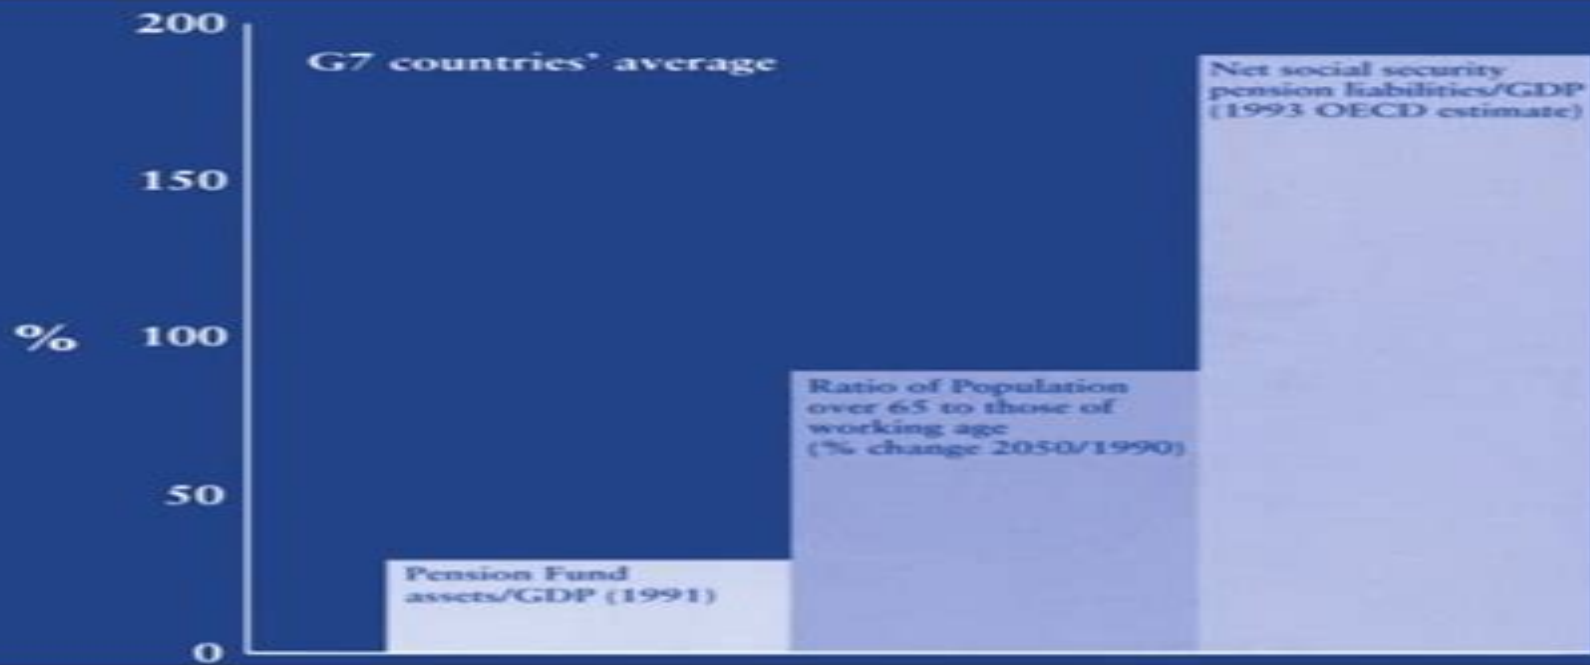 200
G7 countries' average
Net social security
pension liabilities/GDP
(1993 OECD estimate)
150
% 100
Ratio of Population
over 65 to those of
working age
(% change 2050/1990)
50
Pension Fund
assets/GDP (1991)
0